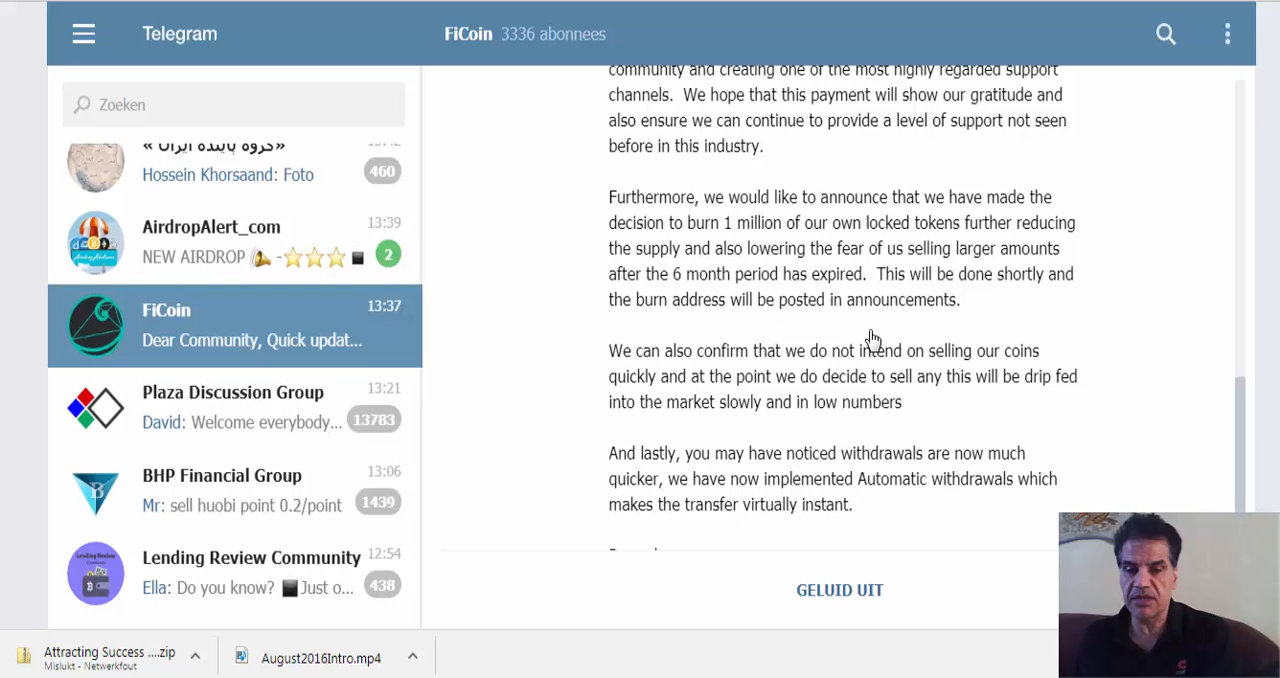 Telegram
FiCoin 3336 abonnees
Zoeken
« گروه پاینده ایران»
Hossein Khorsaand: Foto
460
AirdropAlert_com
13:39
NEW AIRDROP
2
FiCoin
13:37
Dear Community, Quick updat...
Plaza Discussion Group
13:21
David: Welcome everybody...
13783
BHP Financial Group
13:06
Mr: sell huobi point 0.2/point
1439
Lending Review Community
12:54
Ella: Do you know? Just o...
438
community and creating one of the most highly regarded support
channels. We hope that this payment will show our gratitude and
also ensure we can continue to provide a level of support not seen
before in this industry.
Furthermore, we would like to announce that we have made the
decision to burn 1 million of our own locked tokens further reducing
the supply and also lowering the fear of us selling larger amounts
after the 6 month period has expired. This will be done shortly and
the burn address will be posted in announcements.
We can also confirm that we do not intend on selling our coins
quickly and at the point we do decide to sell any this will be drip fed
into the market slowly and in low numbers
And lastly, you may have noticed withdrawals are now much
quicker, we have now implemented Automatic withdrawals which
makes the transfer virtually instant.
GELUID UIT
Attracting Success ....zip
Mislukt - Netwerkfout
August2016Intro.mp4